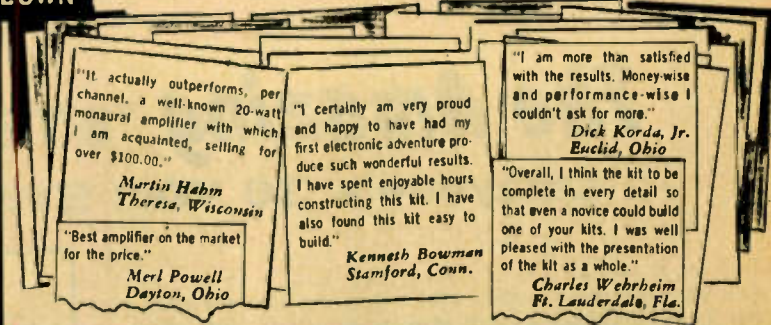 "It actually outperforms, per
channel, a well-known 20-watt
monaural amplifier with which
I am acquainted, selling for
over $100.00."
Martin Hahm
Theresa, Wisconsin
"Best amplifier on the market
for the price."
Merl Powell
Dayton, Ohio
"I certainly am very proud
and happy to have had my
first electronic adventure pro-
duce such wonderful results.
I have spent enjoyable hours
constructing this kit. I have
also found this kit easy to
build."
Kenneth Bowman
Stamford, Conn.
"I am more than satisfied
with the results. Money-wise
and performance-wise I
couldn't ask for more."
Dick Korda, Jr.
Euclid, Ohio
"Overall, I think the kit to be
complete in every detail so
that even a novice could build
one of your kits. I was well
pleased with the presentation
of the kit as a whole."
Charles Wehrheim
Ft. Lauderdale, Fla.